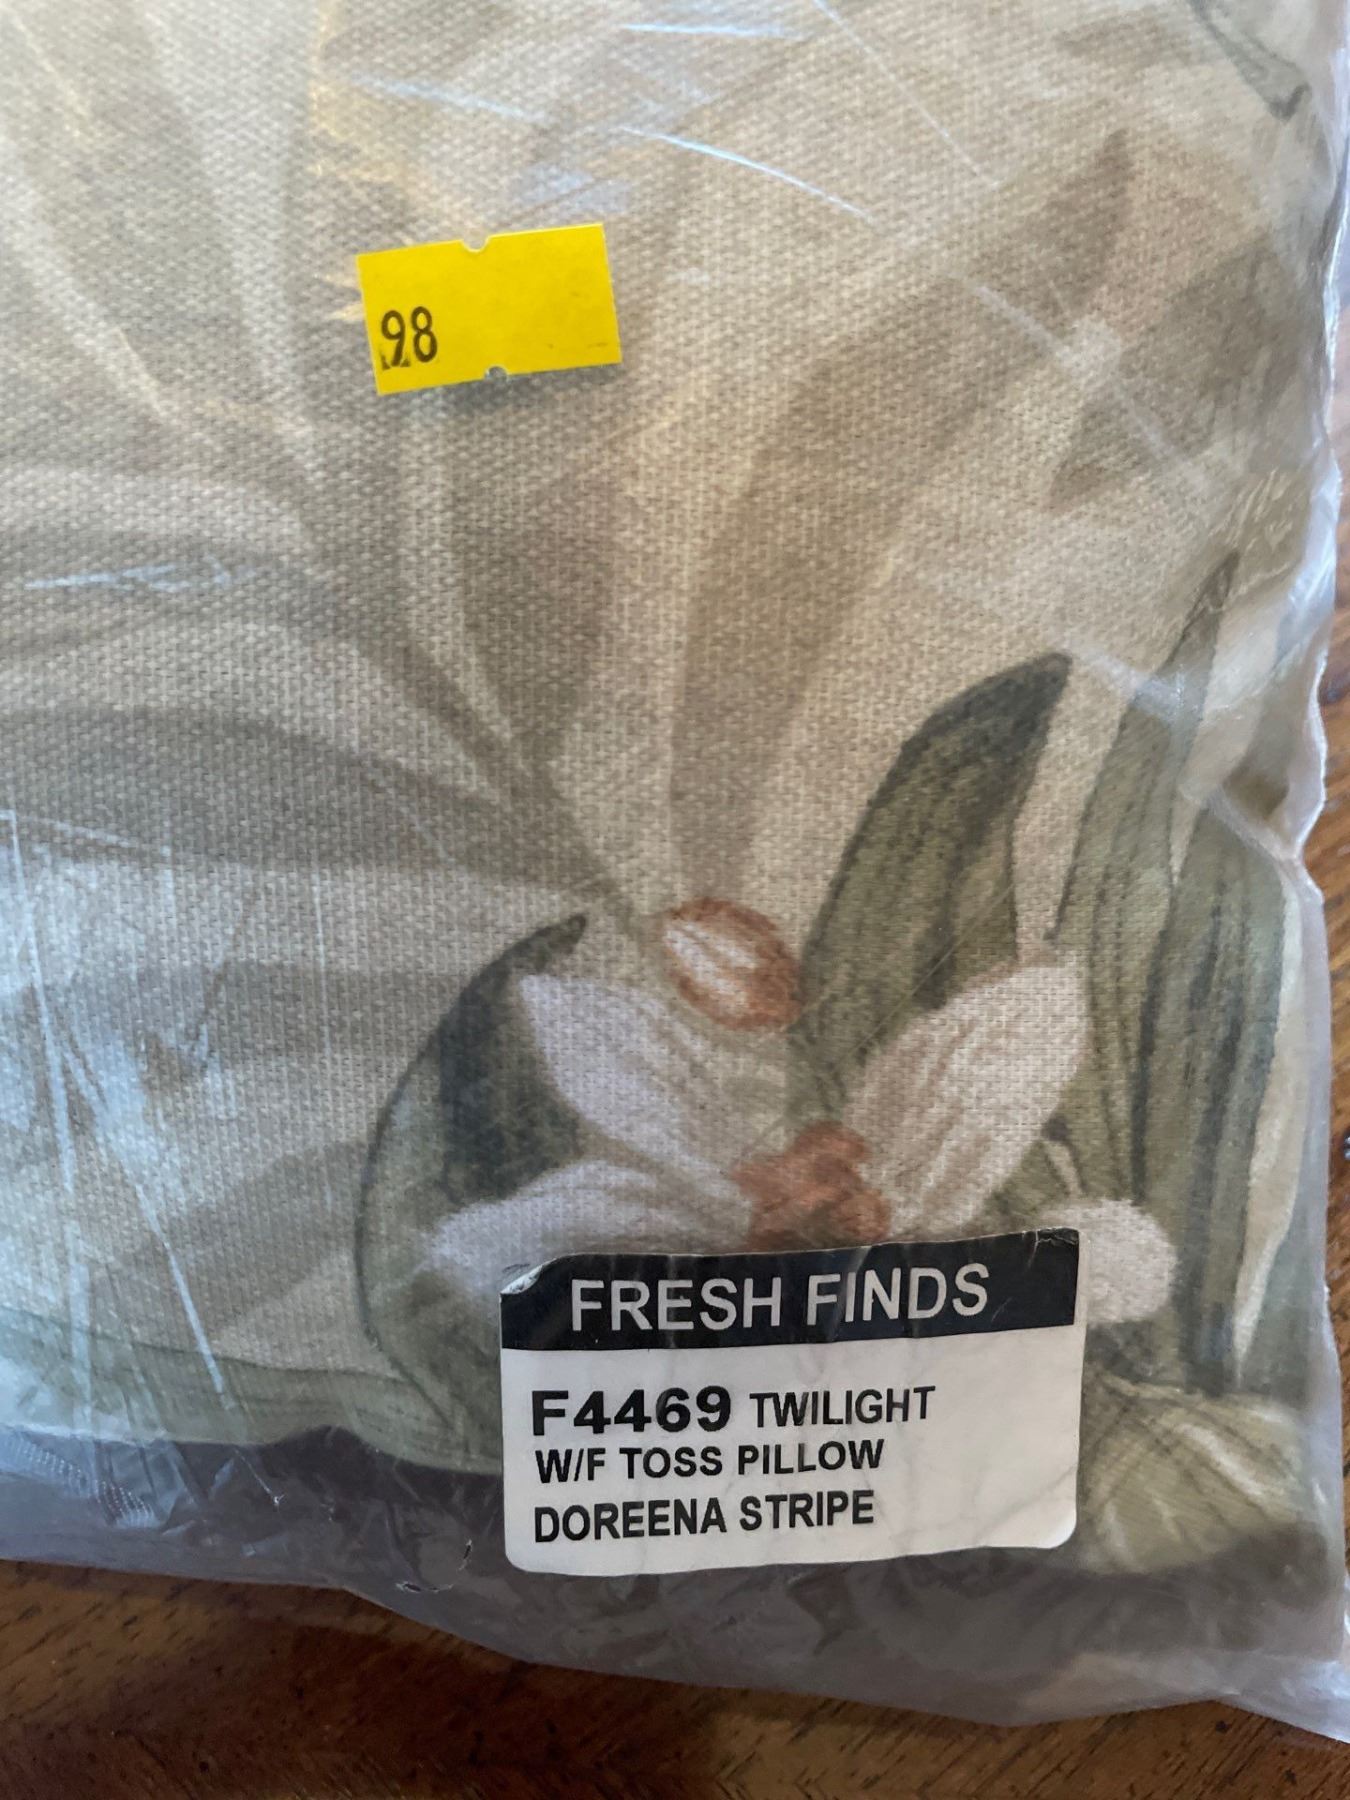 98
FRESH FINDS
F4469 TWILIGHT
W/F TOSS PILLOW
DOREENA STRIPE